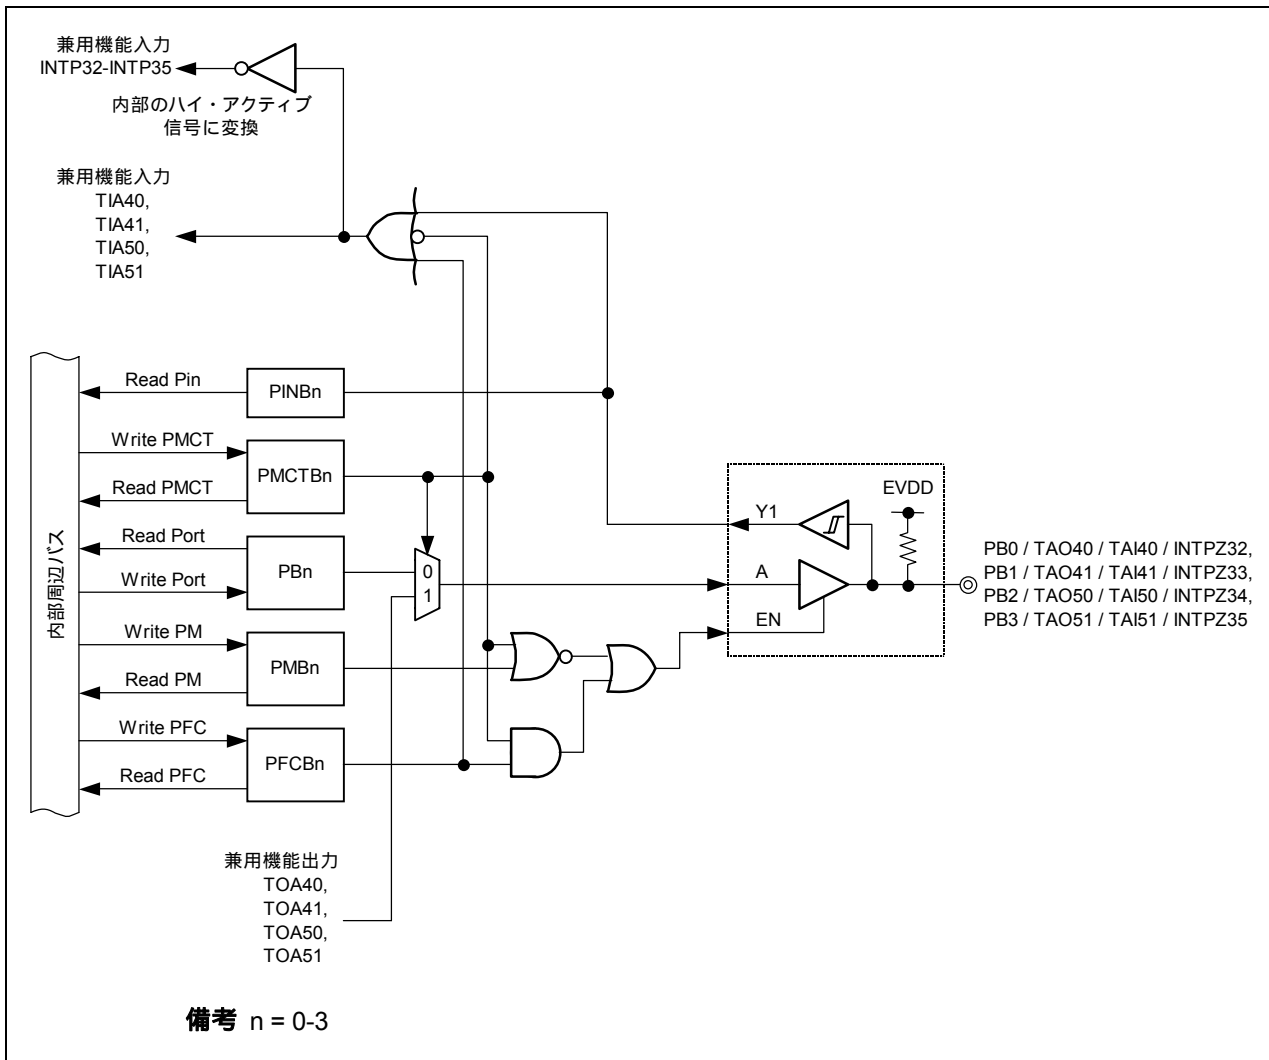 兼用機能入力
INTP32-INTP35
内部のハイ・アクティブ
信号に変換
兼用機能入力
TIA40,
TIA41,
TIA50,
TIA51
内部周辺バス
Read Pin
PINBn
Write PMCT
PMCTBn
Read PMCT
Read Port
PBn
Write Port
0
1
Write PM
PMBn
Read PM
Write PFC
PFCBn
Read PFC
EVDD
Y1
A
EN
PB0 / TAO40 / TAI40 / INTPZ32,
PB1 / TAO41 / TAI41 / INTPZ33,
PB2 / TAO50 / TAI50 / INTPZ34,
PB3 / TAO51 / TAI51 / INTPZ35
兼用機能出力
TOA40,
TOA41,
TOA50,
TOA51
備考 n = 0-3